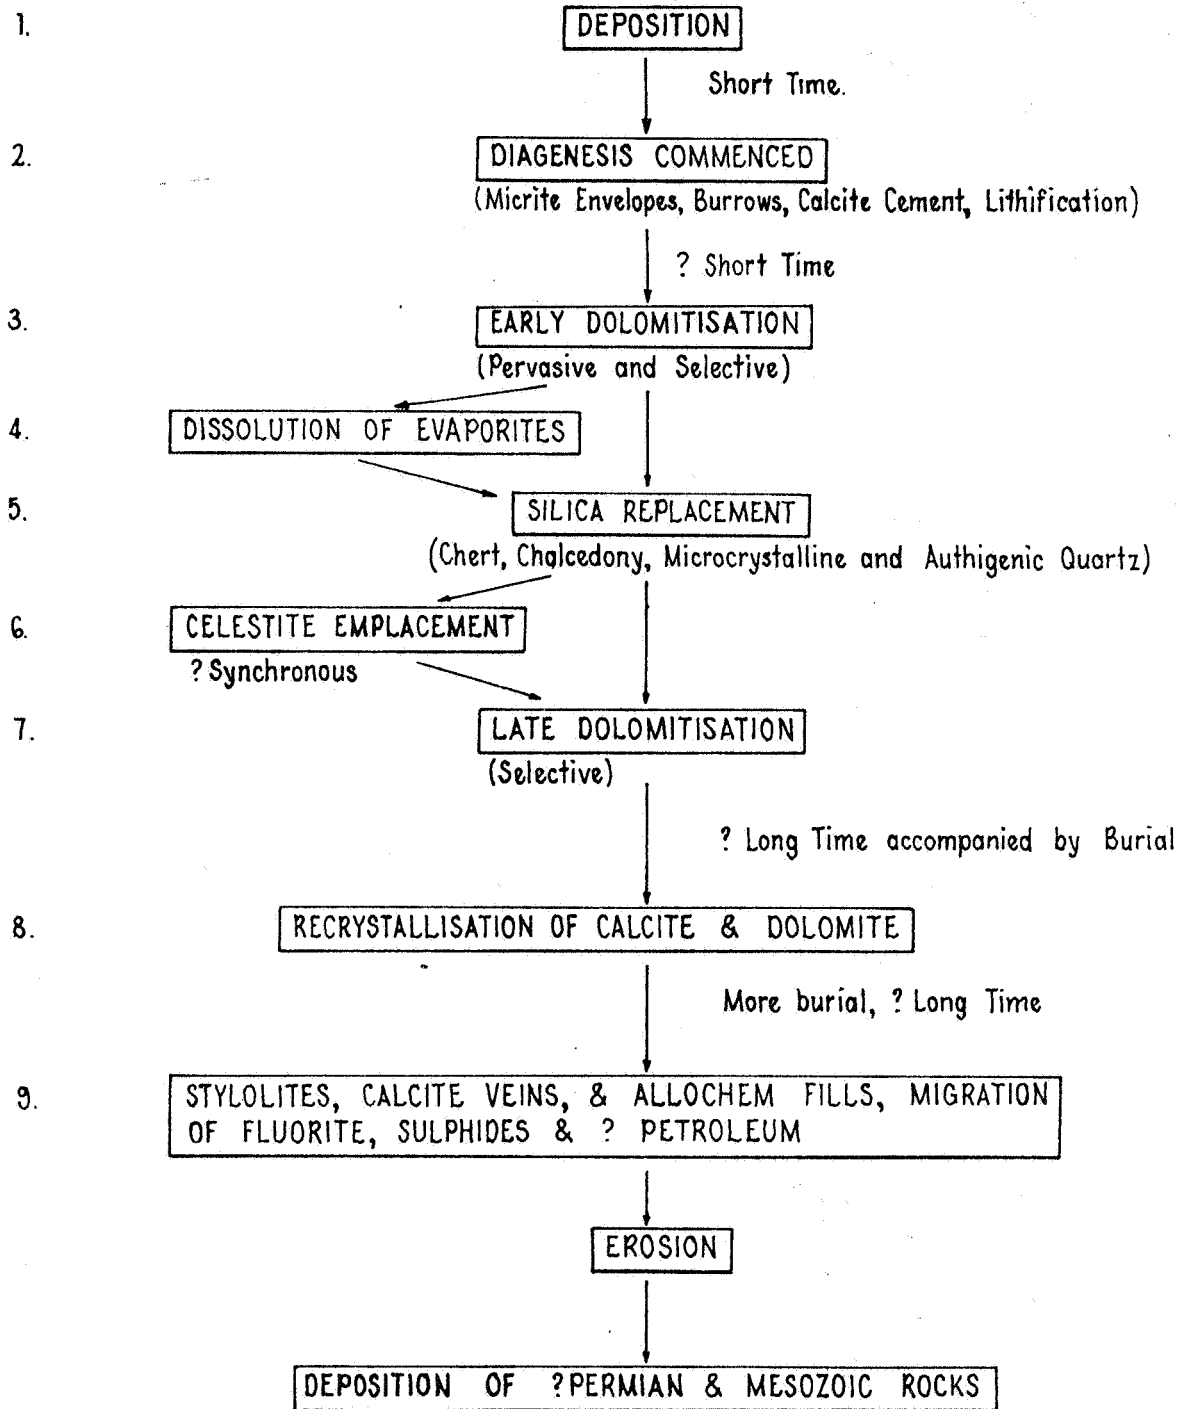 1. DEPOSITION
Short Time.
2. DIAGENESIS COMMENCED
(Micrite Envelopes, Burrows, Calcite Cement, Lithification)
? Short Time
3. EARLY DOLOMITISATION
(Pervasive and Selective)
4. DISSOLUTION OF EVAPORITES
5. SILICA REPLACEMENT
(Chert, Chalcedony, Microcrystalline and Authigenic Quartz)
6. CELESTITE EMPLACEMENT
? Synchronous
7. LATE DOLOMITISATION
(Selective)
? Long Time accompanied by Burial
8. RECRYSTALLISATION OF CALCITE & DOLOMITE
More burial, ? Long Time
9. STYLOLITES, CALCITE VEINS, & ALLOCHEM FILLS, MIGRATION
OF FLUORITE, SULPHIDES & ? PETROLEUM
EROSION
DEPOSITION OF ?PERMIAN & MESOZOIC ROCKS